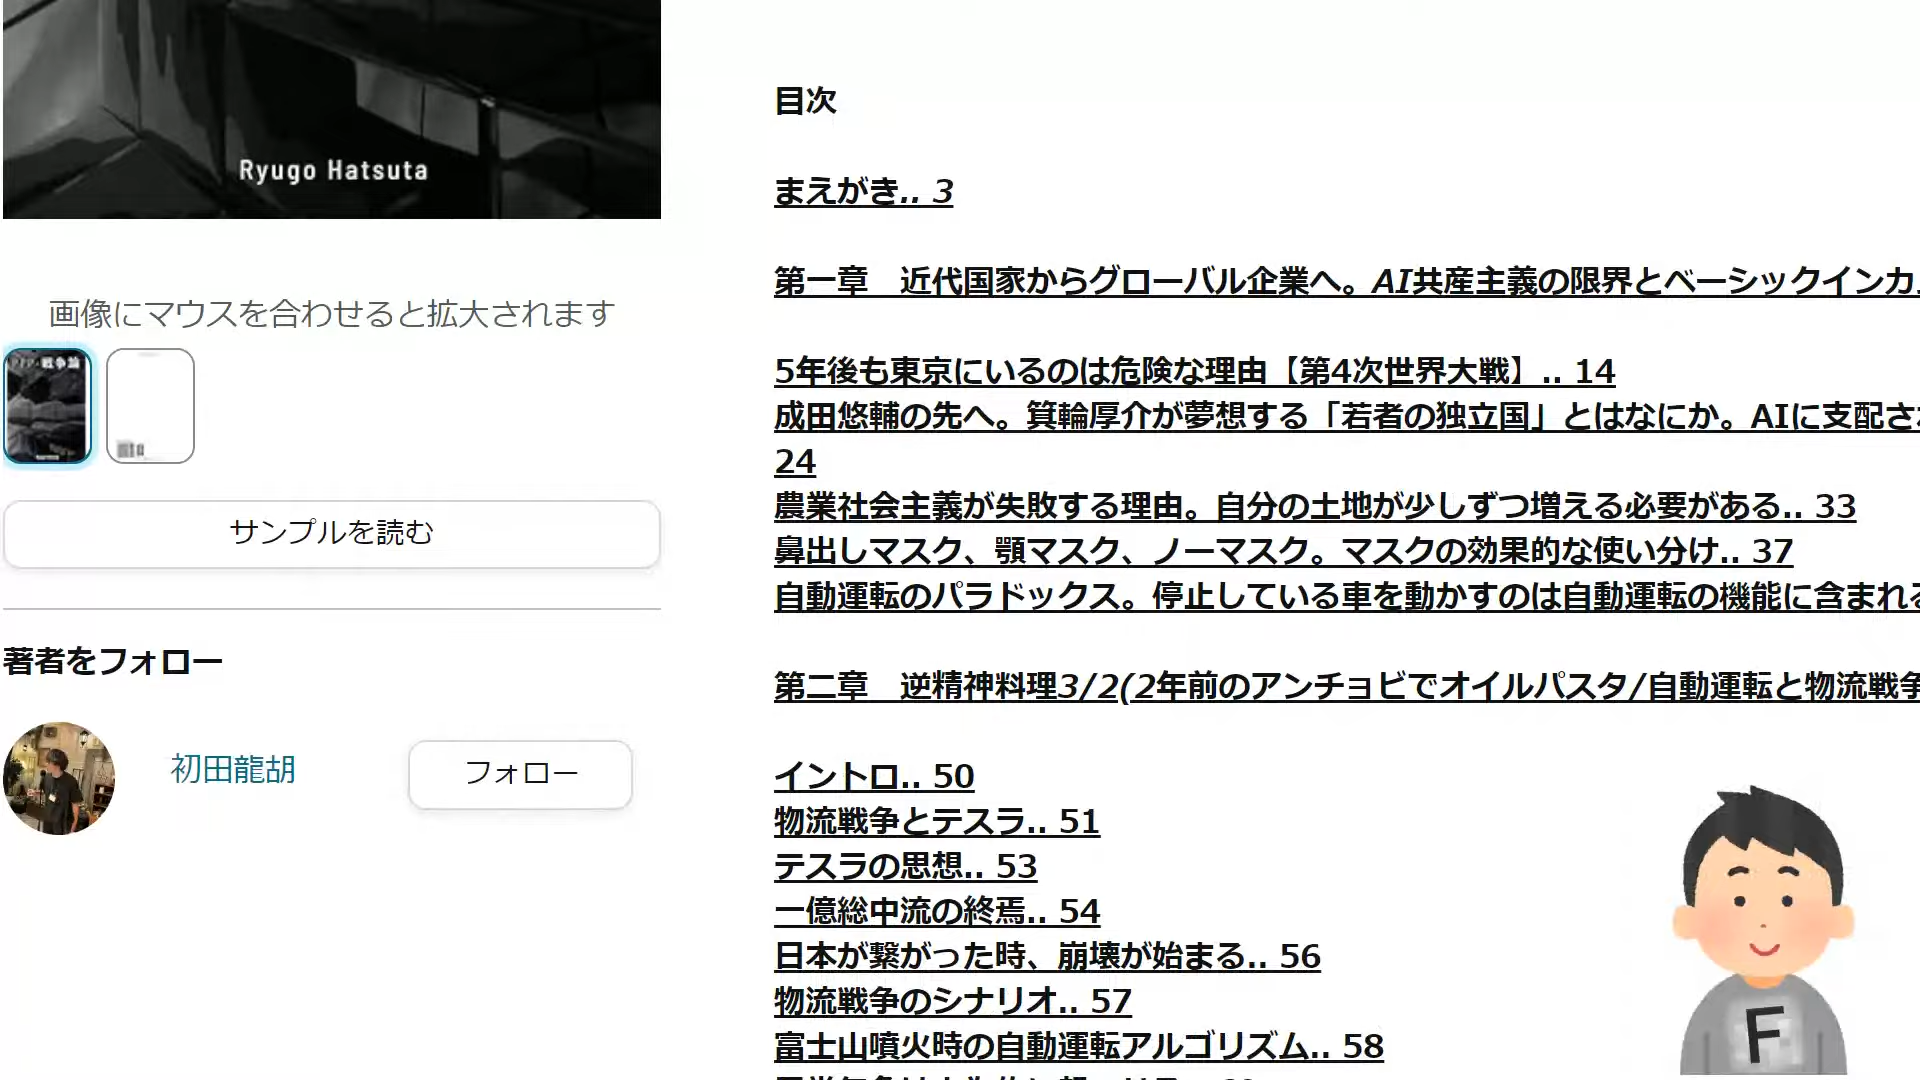 Ryugo Hatsuta
画像にマウスを合わせると拡大されます
サンプルを読む
著者をフォロー
初田龍胡
フォロー
目次
まえがき.. 3
第一章　近代国家からグローバル企業へ。AI共産主義の限界とベーシックインカ
5年後も東京にいるのは危険な理由【第4次世界大戦】.. 14
成田悠輔の先へ。箕輪厚介が夢想する「若者の独立国」とはなにか。AIに支配さ
24
農業社会主義が失敗する理由。自分の土地が少しずつ増える必要がある.. 33
鼻出しマスク、顎マスク、ノーマスク。マスクの効果的な使い分け.. 37
自動運転のパラドックス。停止している車を動かすのは自動運転の機能に含まれる
第二章　逆精神料理3/2(2年前のアンチョビでオイルパスタ/自動運転と物流戦争
イントロ.. 50
物流戦争とテスラ.. 51
テスラの思想.. 53
一億総中流の終焉.. 54
日本が繋がった時、崩壊が始まる.. 56
物流戦争のシナリオ.. 57
富士山噴火時の自動運転アルゴリズム.. 58
F